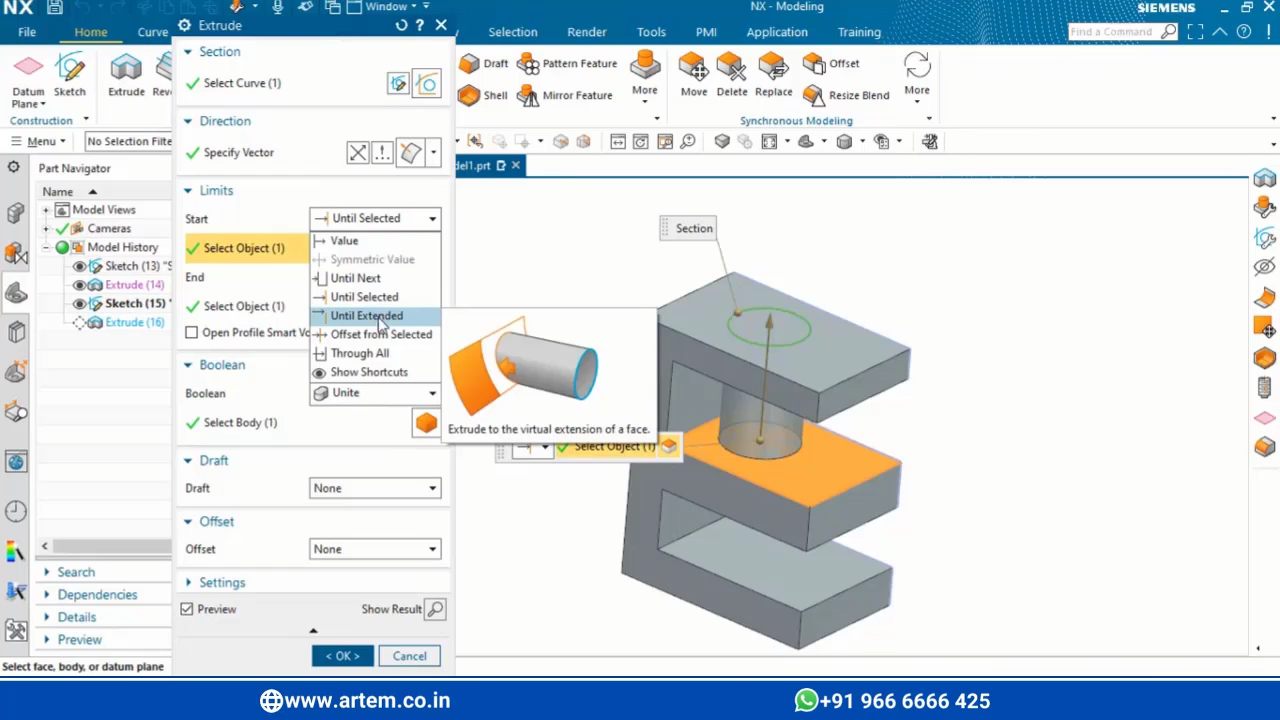 NX
Window
NX - Modeling
SIEMENS
File
Home
Curve
Extrude
Selection
Render
Tools
PMI
Application
Training
Find a Command
Datum
Plane
Sketch
Extrude
Draft
Pattern Feature
Shell
Mirror Feature
More
Move
Delete
Replace
Offset
Resize Blend
More
Construction
Synchronous Modeling
Menu
No Selection Filte
del1.prt
Part Navigator
Name
Model Views
Cameras
Model History
Sketch (13) "S
Extrude (14)
Sketch (15) "
Extrude (16)
Search
Dependencies
Details
Preview
Section
Select Curve (1)
Direction
Specify Vector
Limits
Start
Until Selected
Select Object (1)
End
Select Object (1)
Open Profile Smart Vo
Value
Symmetric Value
Until Next
Until Selected
Until Extended
Offset from Selected
Through All
Show Shortcuts
Boolean
Boolean
Unite
Select Body (1)
Draft
Draft
None
Offset
Offset
None
Settings
Preview
Show Result
< OK >
Cancel
Extrude to the virtual extension of a face.
Section
Select Object (1)
Select face, body, or datum plane
www.artem.co.in
+91 966 6666 425